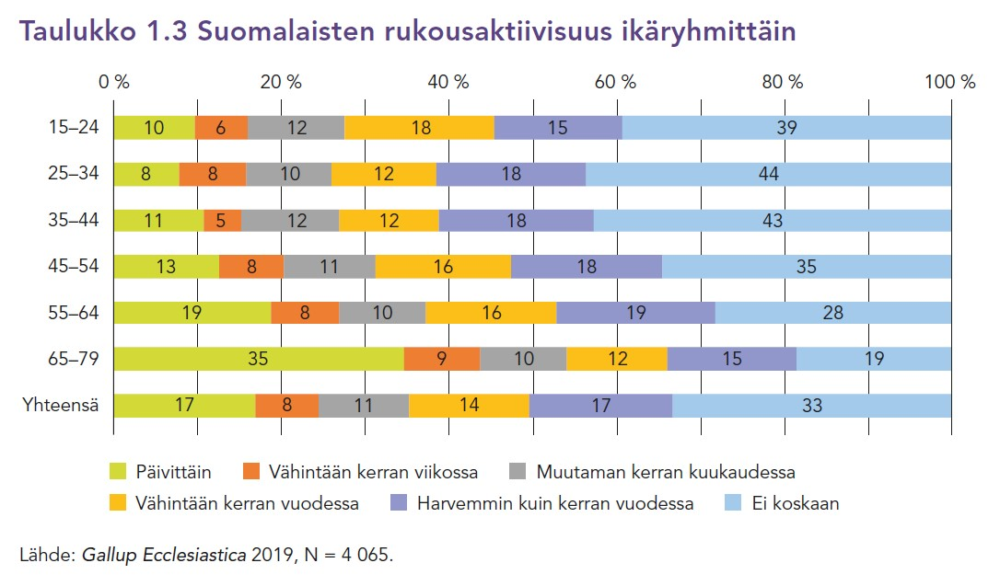 Taulukko 1.3 Suomalaisten rukousaktiivisuus ikäryhmittäin
0 % 20 % 40 % 60 % 80 % 100 %
15–24 10 6 12 18 15 39
25–34 8 8 10 12 18 44
35–44 11 5 12 12 18 43
45–54 13 8 11 16 18 35
55–64 19 8 10 16 19 28
65–79 35 9 10 12 15 19
Yhteensä 17 8 11 14 17 33
Päivittäin Vähintään kerran viikossa Muutaman kerran kuukaudessa
Vähintään kerran vuodessa Harvemmin kuin kerran vuodessa Ei koskaan
Lähde: Gallup Ecclesiastica 2019, N = 4 065.